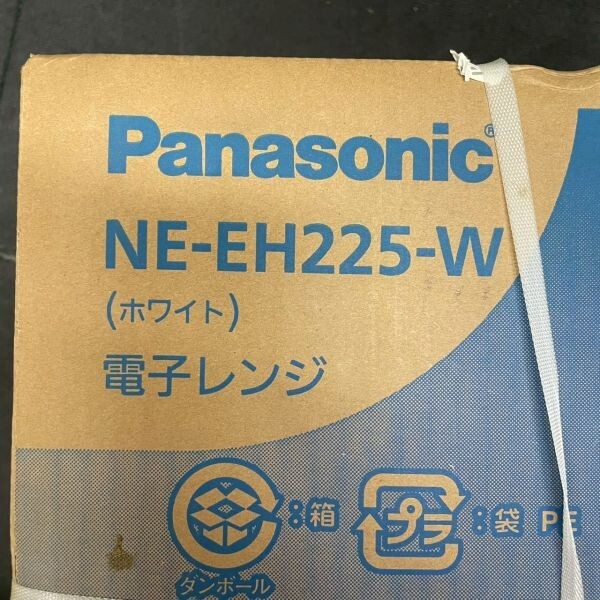 Panasonic®
NE-EH225-W
(ホワイト)
電子レンジ
:箱
プラ
:袋 PE
ダンボール